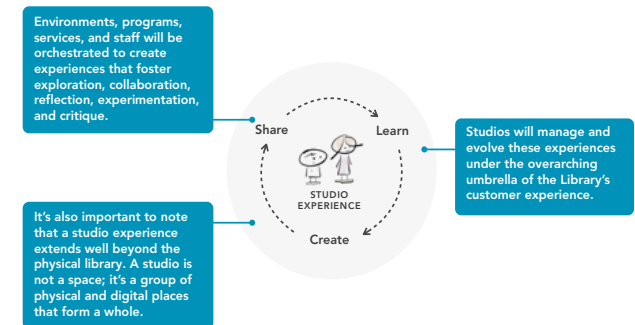 Environments, programs,
services, and staff will be
orchestrated to create
experiences that foster
exploration, collaboration,
reflection, experimentation,
and critique.
Share
Learn
STUDIO
EXPERIENCE
Create
Studios will manage and
evolve these experiences
under the overarching
umbrella of the Library's
customer experience.
It's also important to note
that a studio experience
extends well beyond the
physical library. A studio is
not a space; it's a group of
physical and digital places
that form a whole.